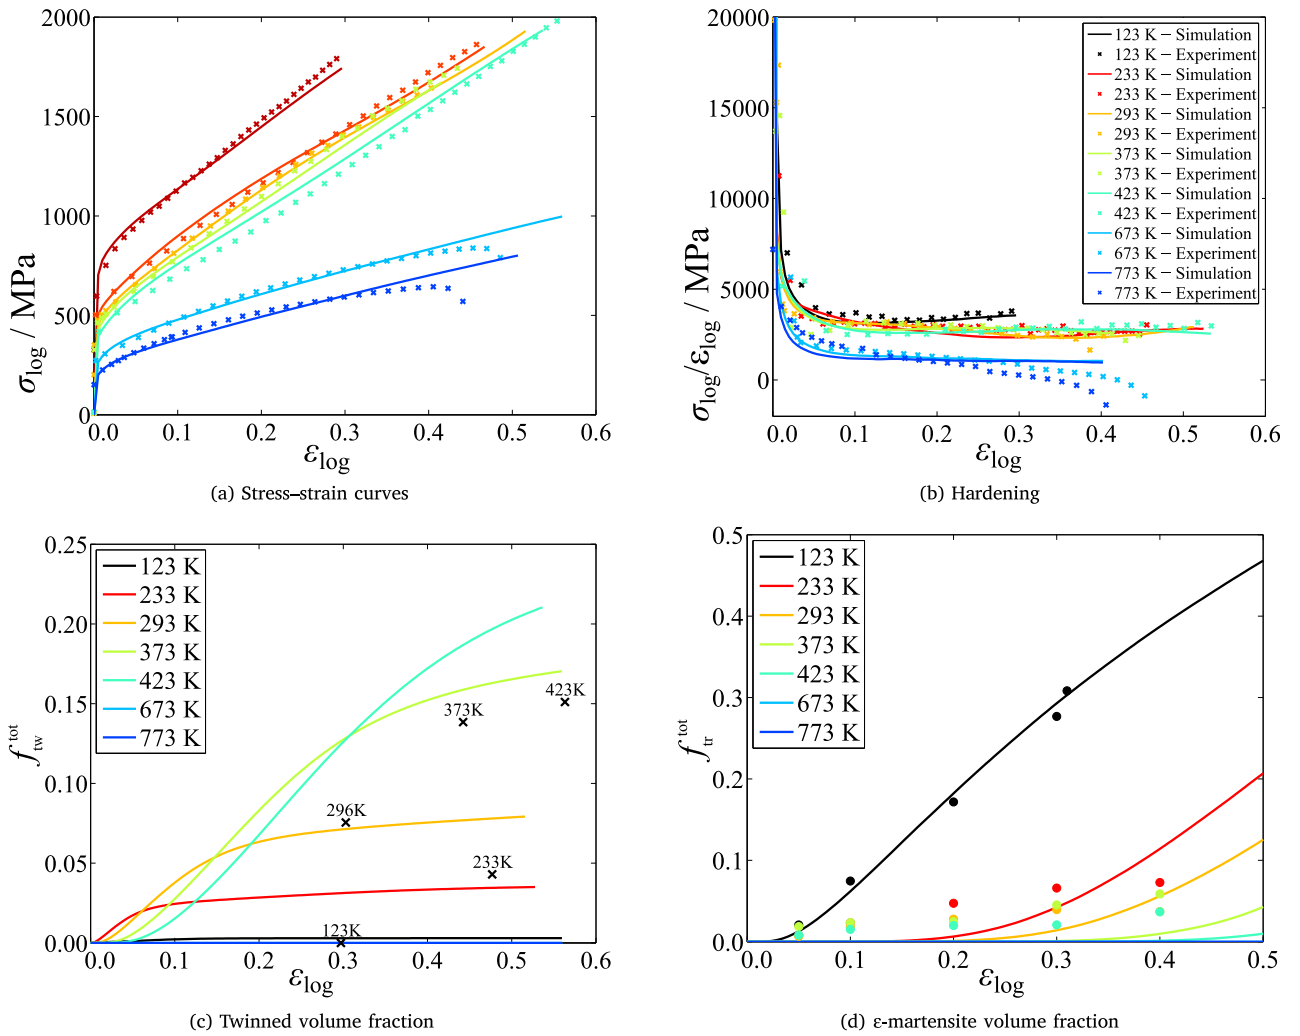 2000
1500
1000
500
0
0.0 0.1 0.2 0.3 0.4 0.5 0.6
σlog / MPa
εlog
(a) Stress–strain curves
20000
15000
10000
5000
0
0.0 0.1 0.2 0.3 0.4 0.5 0.6
σlog/εlog / MPa
εlog
123 K – Simulation
123 K – Experiment
233 K – Simulation
233 K – Experiment
293 K – Simulation
293 K – Experiment
373 K – Simulation
373 K – Experiment
423 K – Simulation
423 K – Experiment
673 K – Simulation
673 K – Experiment
773 K – Simulation
773 K – Experiment
(b) Hardening
0.25
0.20
0.15
0.10
0.05
0.00
0.0 0.1 0.2 0.3 0.4 0.5 0.6
f tw tot
εlog
123 K
233 K
293 K
373 K
423 K
673 K
773 K
423K
373K
296K
233K
123K
(c) Twinned volume fraction
0.5
0.4
0.3
0.2
0.1
0.0
0.0 0.1 0.2 0.3 0.4 0.5
f tr tot
εlog
123 K
233 K
293 K
373 K
423 K
673 K
773 K
(d) ε-martensite volume fraction